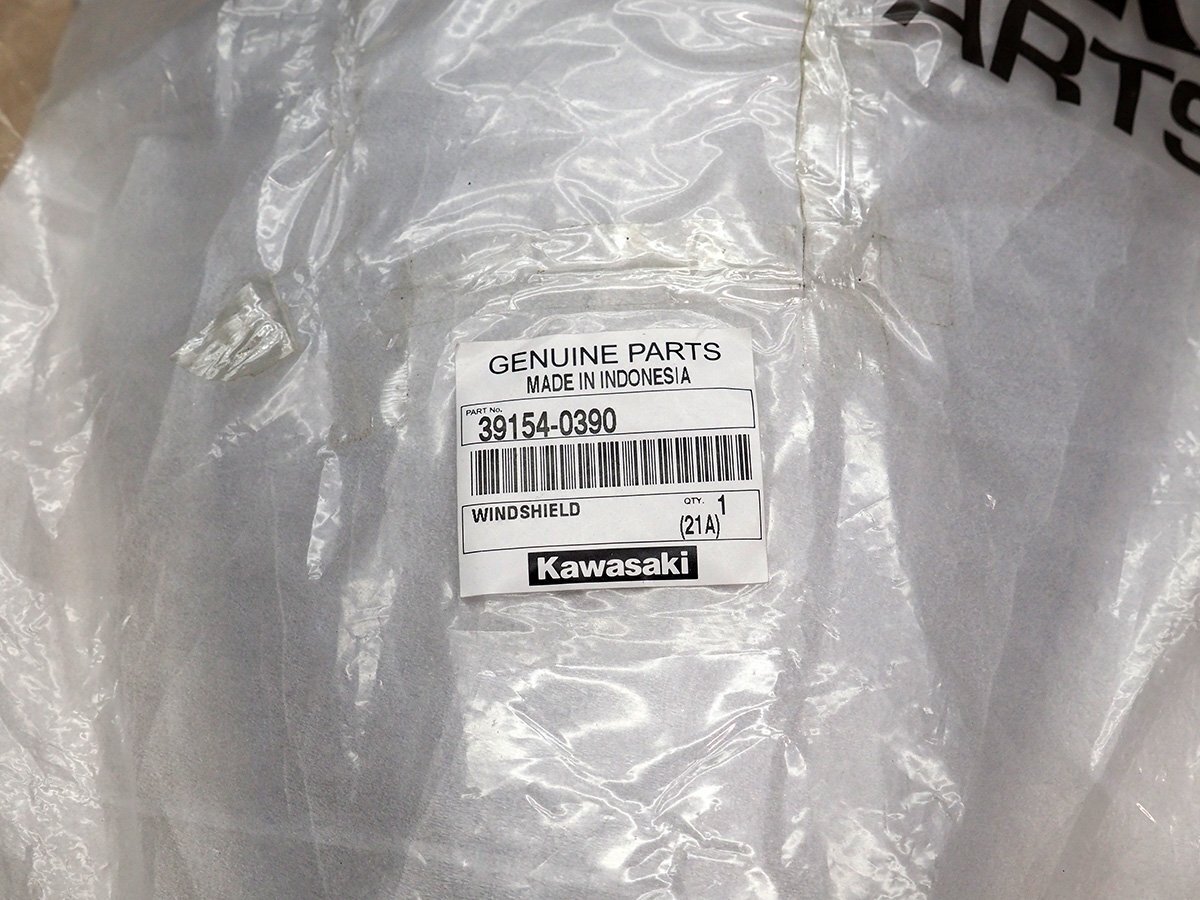 ARTS
GENUINE PARTS
MADE IN INDONESIA
PART No.
39154-0390
WINDSHIELD
QTY. 1
(21A)
Kawasaki